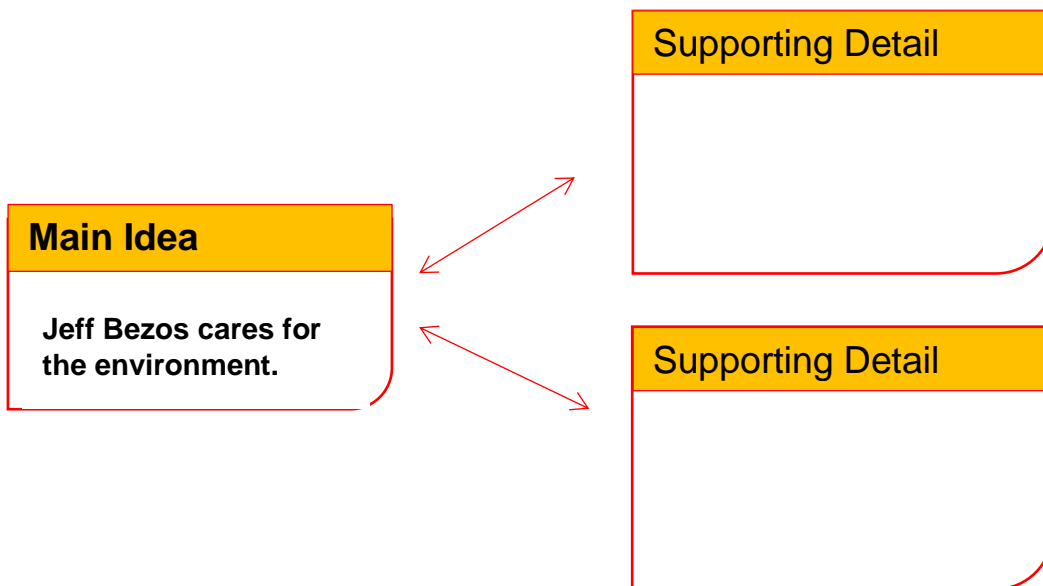 Supporting Detail
Main Idea
Jeff Bezos cares for
the environment.
Supporting Detail